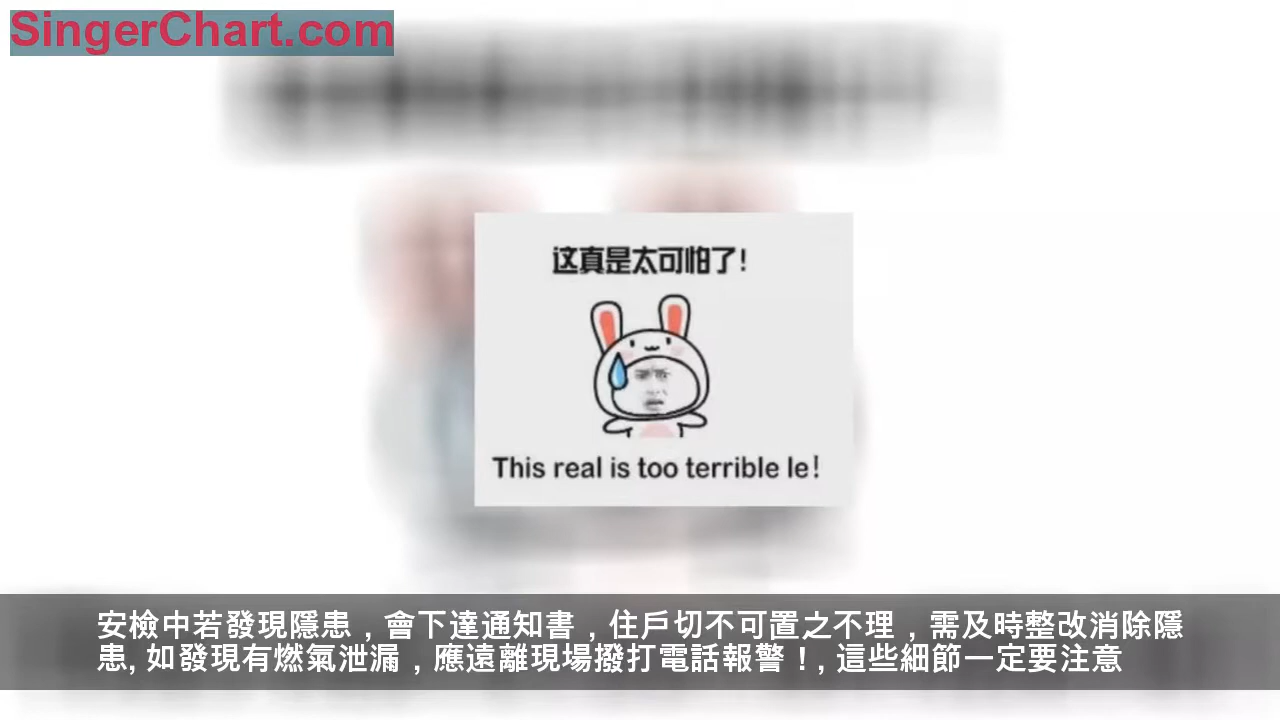 SingerChart.com
这真是太可怕了!
This real is too terrible le!
安檢中若發現隱患，會下達通知書，住戶切不可置之不理，需及時整改消除隱
患, 如發現有燃氣泄漏，應遠離現場撥打電話報警！, 這些細節一定要注意